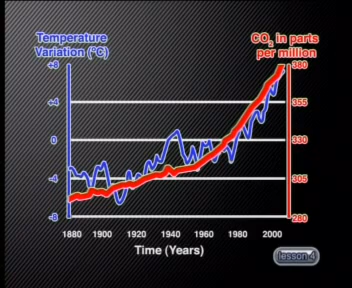 Temperature
Variation (°C)
CO₂ in parts
per million
+8
+4
0
-4
-8
380
355
330
305
280
1880 1900 1920 1940 1960 1980 2000
Time (Years)
lesson 4